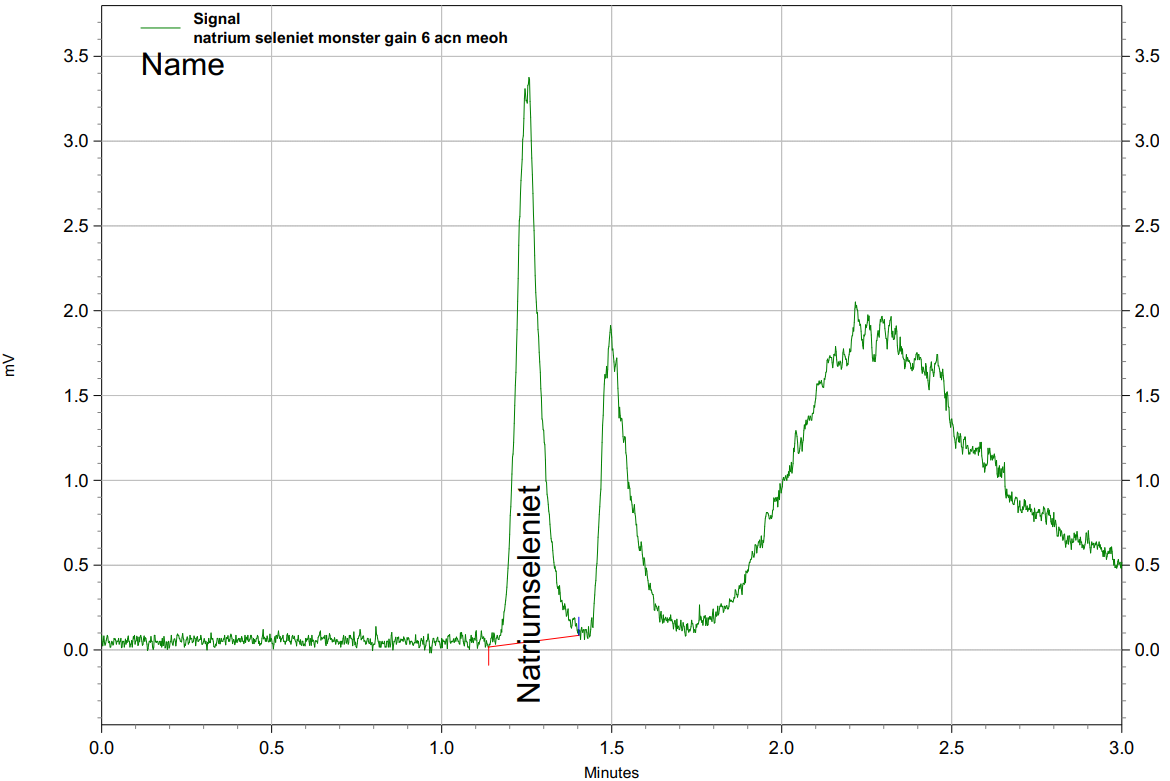 Signal
natrium seleniet monster gain 6 acn meoh
Name
3.5 3.5
3.0 3.0
2.5 2.5
2.0 2.0
mV
1.5 1.5
1.0 1.0
Natriumseleniet
0.5 0.5
0.0 0.0
0.0 0.5 1.0 1.5 2.0 2.5 3.0
Minutes